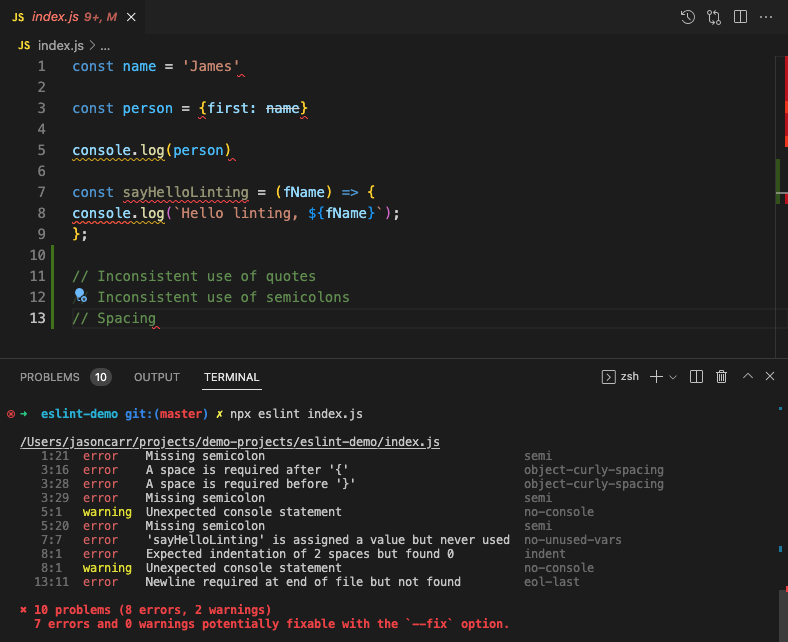 JS index.js 9+, M
JS index.js > ...
1 const name = 'James'
2
3 const person = {first: name}
4
5 console.log(person)
6
7 const sayHelloLinting = (fName) => {
8 console.log(`Hello linting, ${fName}`);
9 };
10
11 // Inconsistent use of quotes
12 // Inconsistent use of semicolons
13 // Spacing
PROBLEMS 10 OUTPUT TERMINAL zsh
→ eslint-demo git:(master) ✗ npx eslint index.js
/Users/jasoncarr/projects/demo-projects/eslint-demo/index.js
1:21 error Missing semicolon semi
3:16 error A space is required after '{' object-curly-spacing
3:28 error A space is required before '}' object-curly-spacing
3:29 error Missing semicolon semi
5:1 warning Unexpected console statement no-console
5:20 error Missing semicolon semi
7:7 error 'sayHelloLinting' is assigned a value but never used no-unused-vars
8:1 error Expected indentation of 2 spaces but found 0 indent
8:1 warning Unexpected console statement no-console
13:11 error Newline required at end of file but not found eol-last
✖ 10 problems (8 errors, 2 warnings)
7 errors and 0 warnings potentially fixable with the `--fix` option.